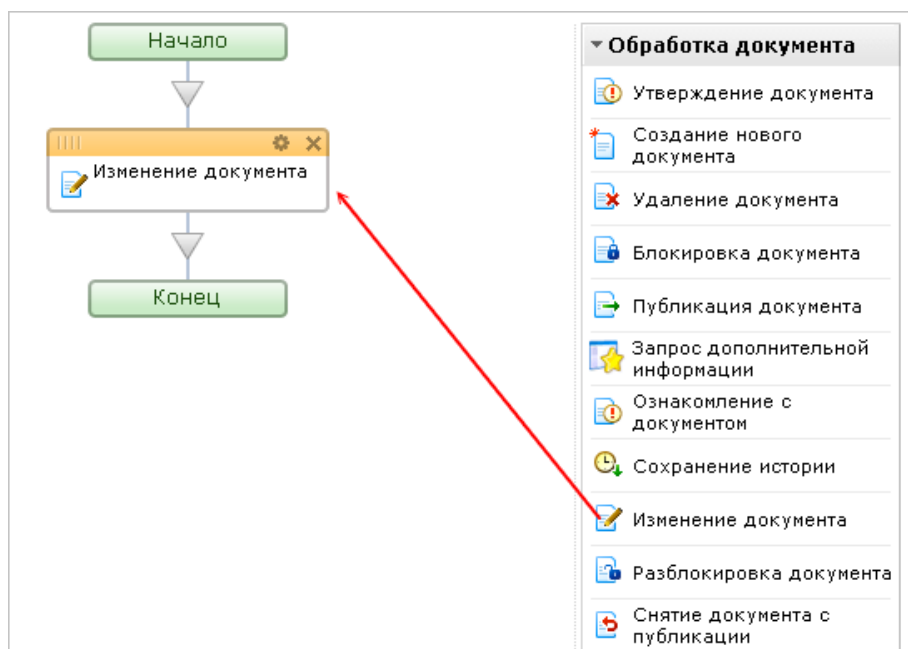 Начало
Изменение документа
Конец
Обработка документа
Утверждение документа
Создание нового
документа
Удаление документа
Блокировка документа
Публикация документа
Запрос дополнительной
информации
Ознакомление с
документом
Сохранение истории
Изменение документа
Разблокировка документа
Снятие документа с
публикации